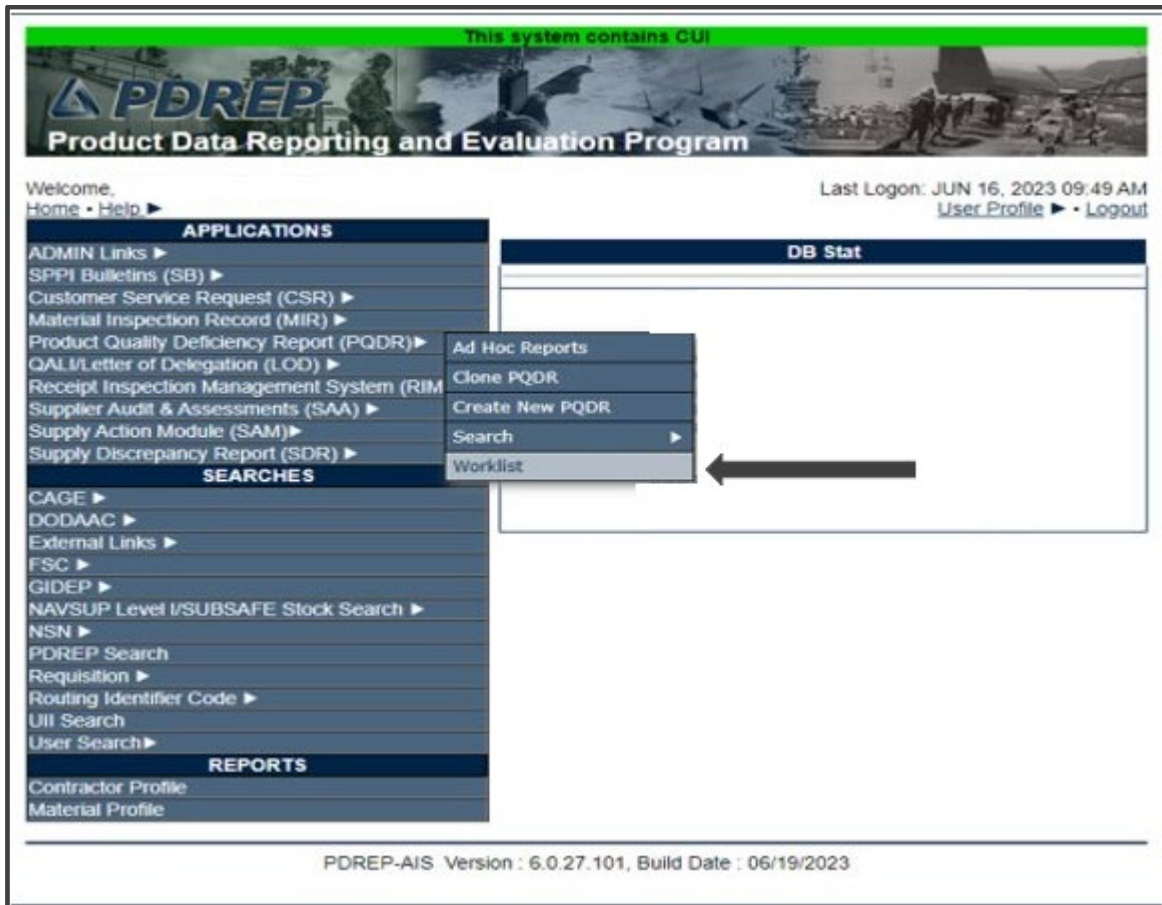 This system contains CUI
PDREP
Product Data Reporting and Evaluation Program
Welcome,
Last Logon: JUN 16, 2023 09:49 AM
Home • Help ►
User Profile ► • Logout
APPLICATIONS
ADMIN Links ►
SPPI Bulletins (SB) ►
Customer Service Request (CSR) ►
Material Inspection Record (MIR) ►
Product Quality Deficiency Report (PQDR)►
QALI/Letter of Delegation (LOD) ►
Receipt Inspection Management System (RIM
Supplier Audit & Assessments (SAA) ►
Supply Action Module (SAM)►
Supply Discrepancy Report (SDR) ►
Ad Hoc Reports
Clone PQDR
Create New PQDR
Search ►
Worklist
DB Stat
SEARCHES
CAGE ►
DODAAC ►
External Links ►
FSC ►
GIDEP ►
NAVSUP Level I/SUBSAFE Stock Search ►
NSN ►
PDREP Search
Requisition ►
Routing Identifier Code ►
UII Search
User Search►
REPORTS
Contractor Profile
Material Profile
PDREP-AIS Version : 6.0.27.101, Build Date : 06/19/2023